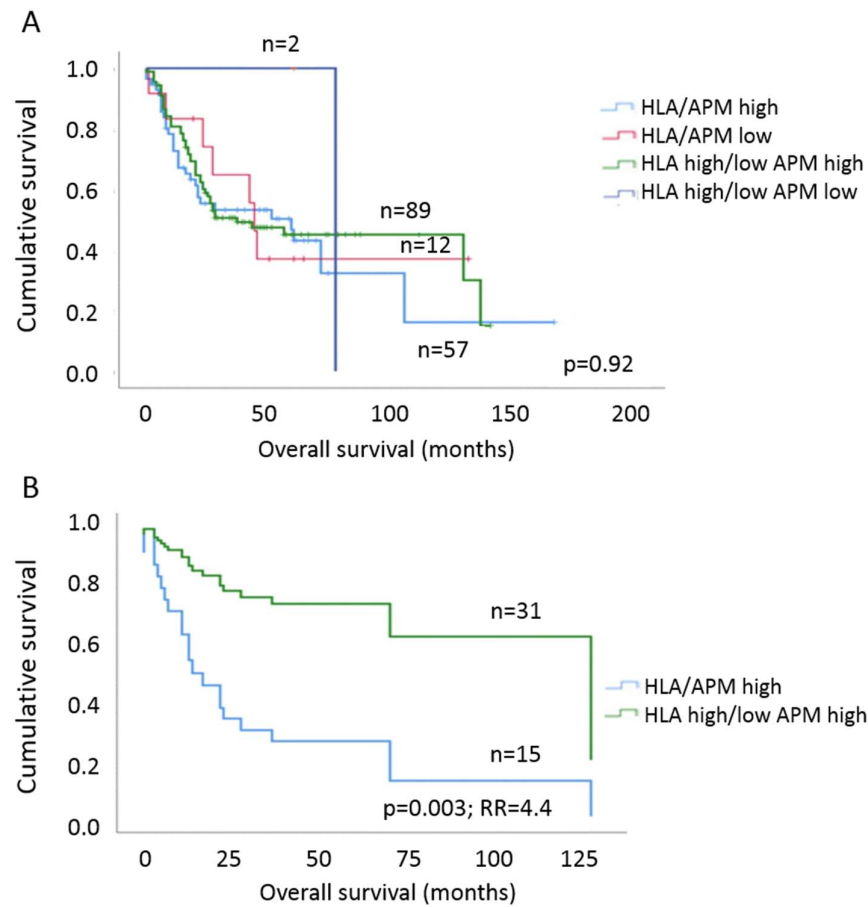 A
n=2
1.0
0.8
0.6
0.4
0.2
0.0
Cumulative survival
HLA/APM high
HLA/APM low
HLA high/low APM high
HLA high/low APM low
n=89
n=12
n=57
p=0.92
0 50 100 150 200
Overall survival (months)
B
1.0
0.8
0.6
0.4
0.2
0.0
Cumulative survival
n=31
HLA/APM high
HLA high/low APM high
n=15
p=0.003; RR=4.4
0 25 50 75 100 125
Overall survival (months)